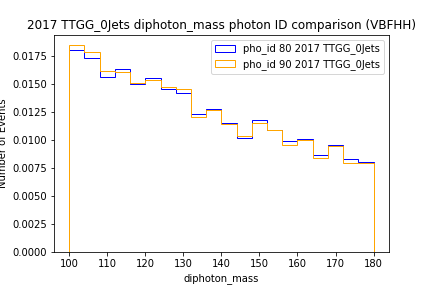 2017 TTGG_0Jets diphoton_mass photon ID comparison (VBFHH)
pho_id 80 2017 TTGG_0Jets
pho_id 90 2017 TTGG_0Jets
0.0175
0.0150
0.0125
0.0100
0.0075
0.0050
0.0025
0.0000
Number of Events
100 110 120 130 140 150 160 170 180
diphoton_mass